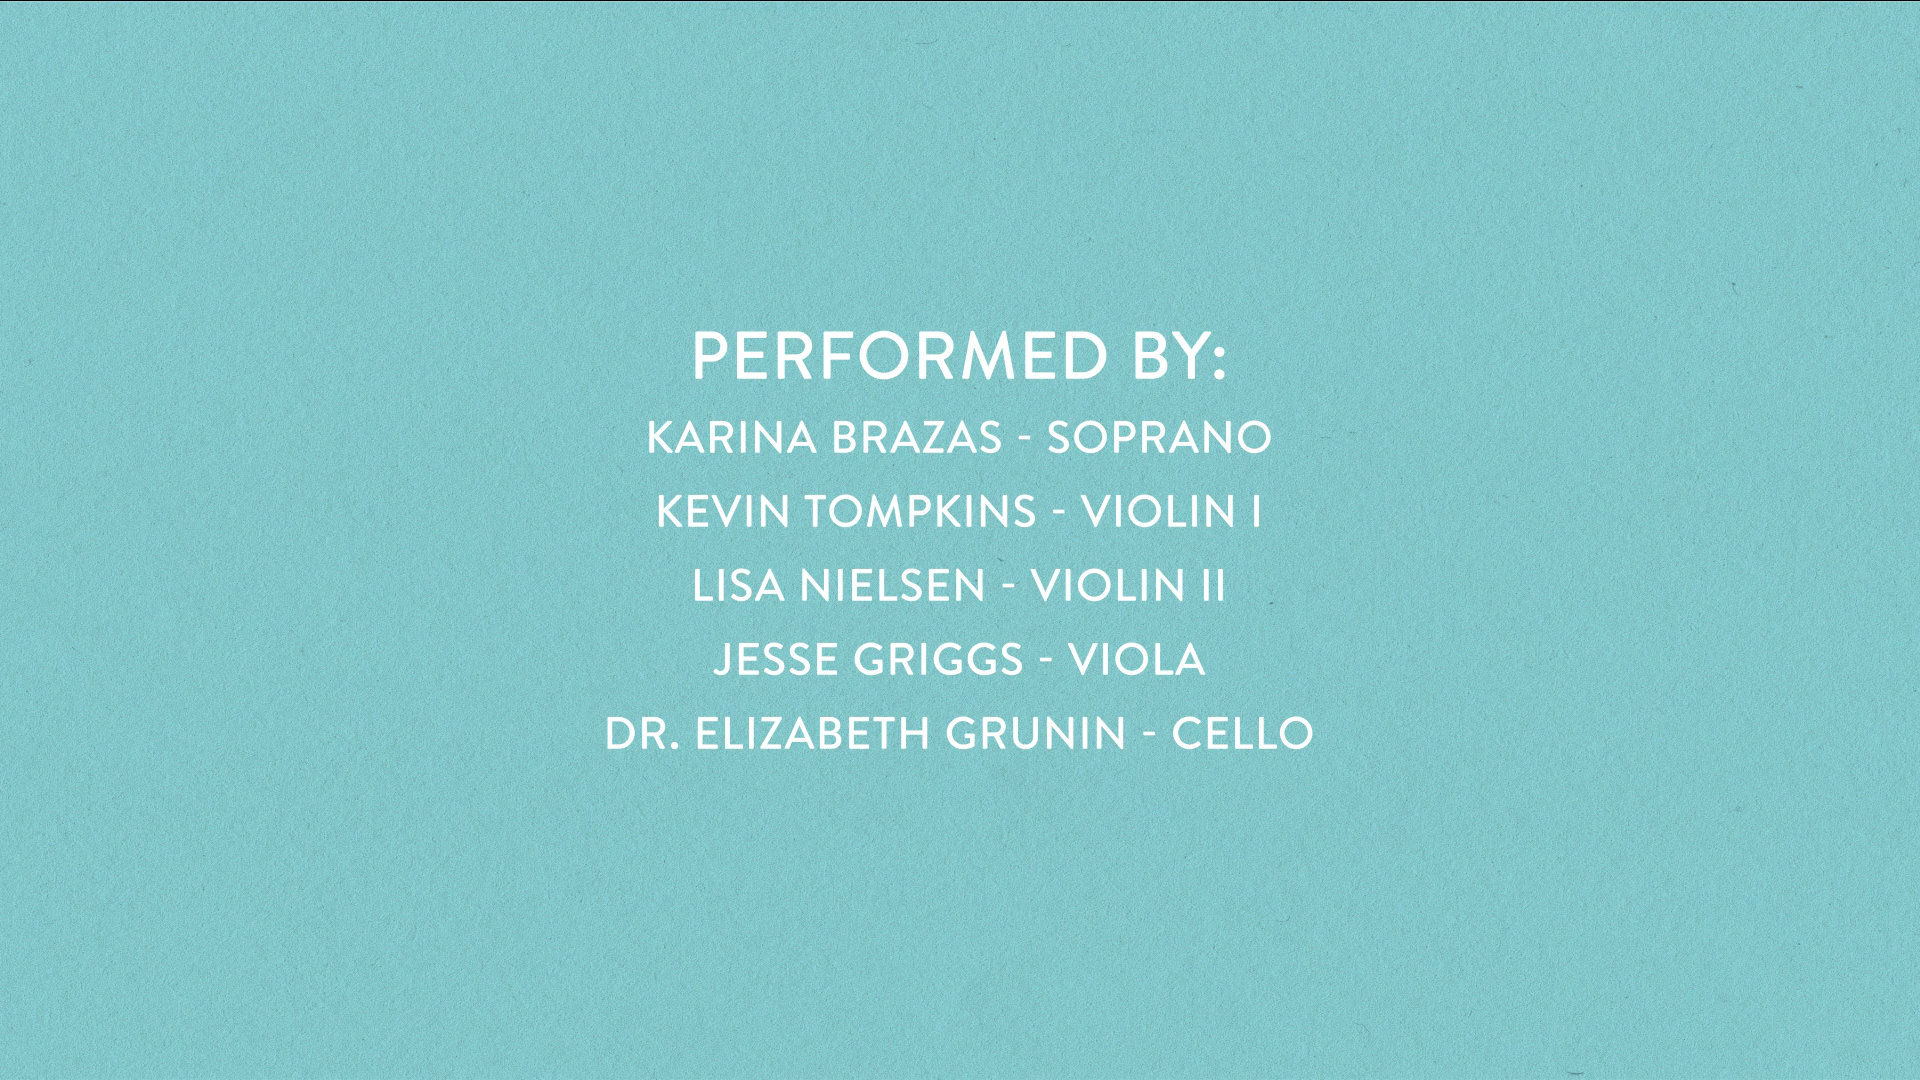 PERFORMED BY:
KARINA BRAZAS - SOPRANO
KEVIN TOMPKINS - VIOLIN I
LISA NIELSEN - VIOLIN II
JESSE GRIGGS - VIOLA
DR. ELIZABETH GRUNIN - CELLO